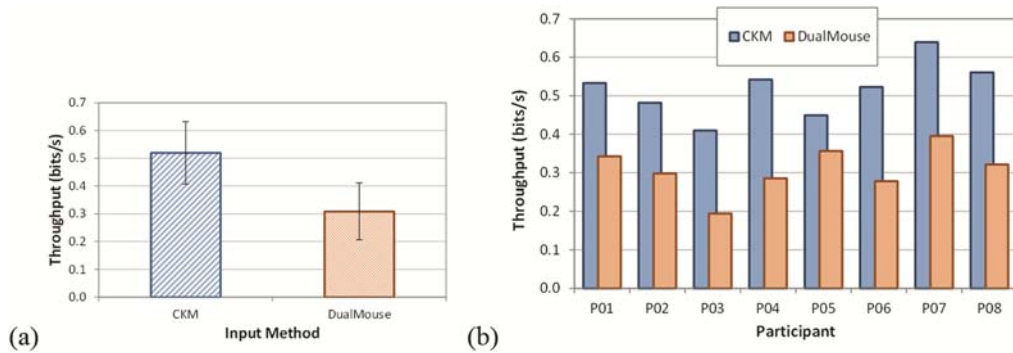 (a)
Throughput (bits/s)
0.7
0.6
0.5
0.4
0.3
0.2
0.1
0.0
CKM
DualMouse
Input Method
(b)
CKM
DualMouse
Throughput (bits/s)
0.7
0.6
0.5
0.4
0.3
0.2
0.1
0.0
P01 P02 P03 P04 P05 P06 P07 P08
Participant